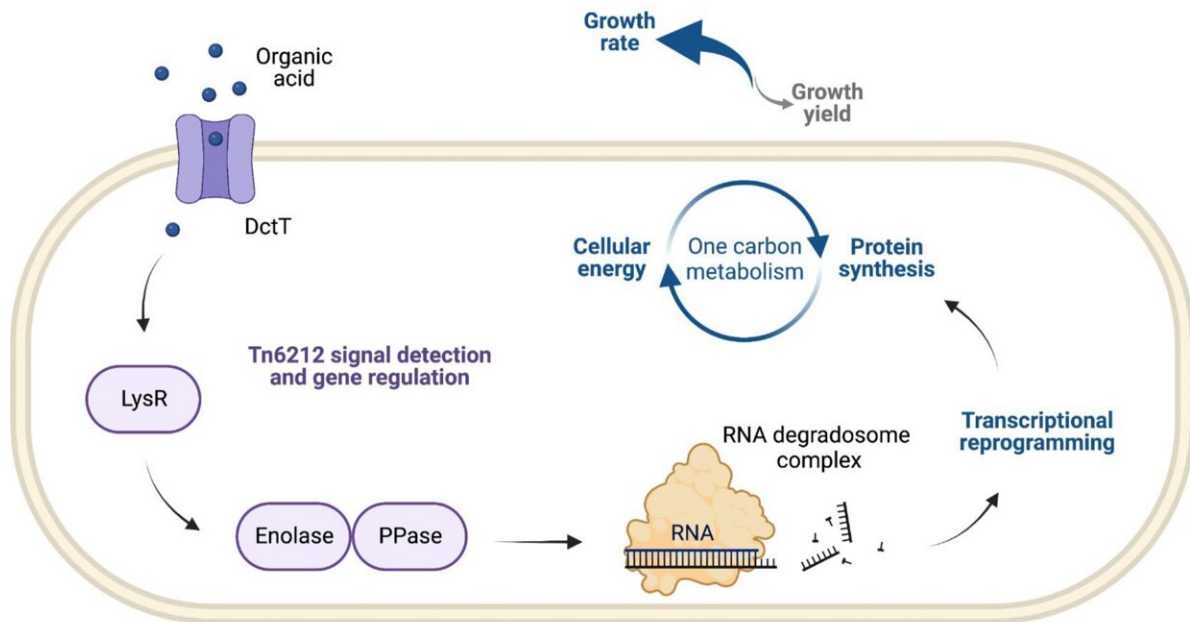 Growth
rate
Growth
yield
Organic
acid
DctT
Cellular
energy
One carbon
metabolism
Protein
synthesis
Tn6212 signal detection
and gene regulation
LysR
Enolase
PPase
RNA degradosome
complex
RNA
Transcriptional
reprogramming